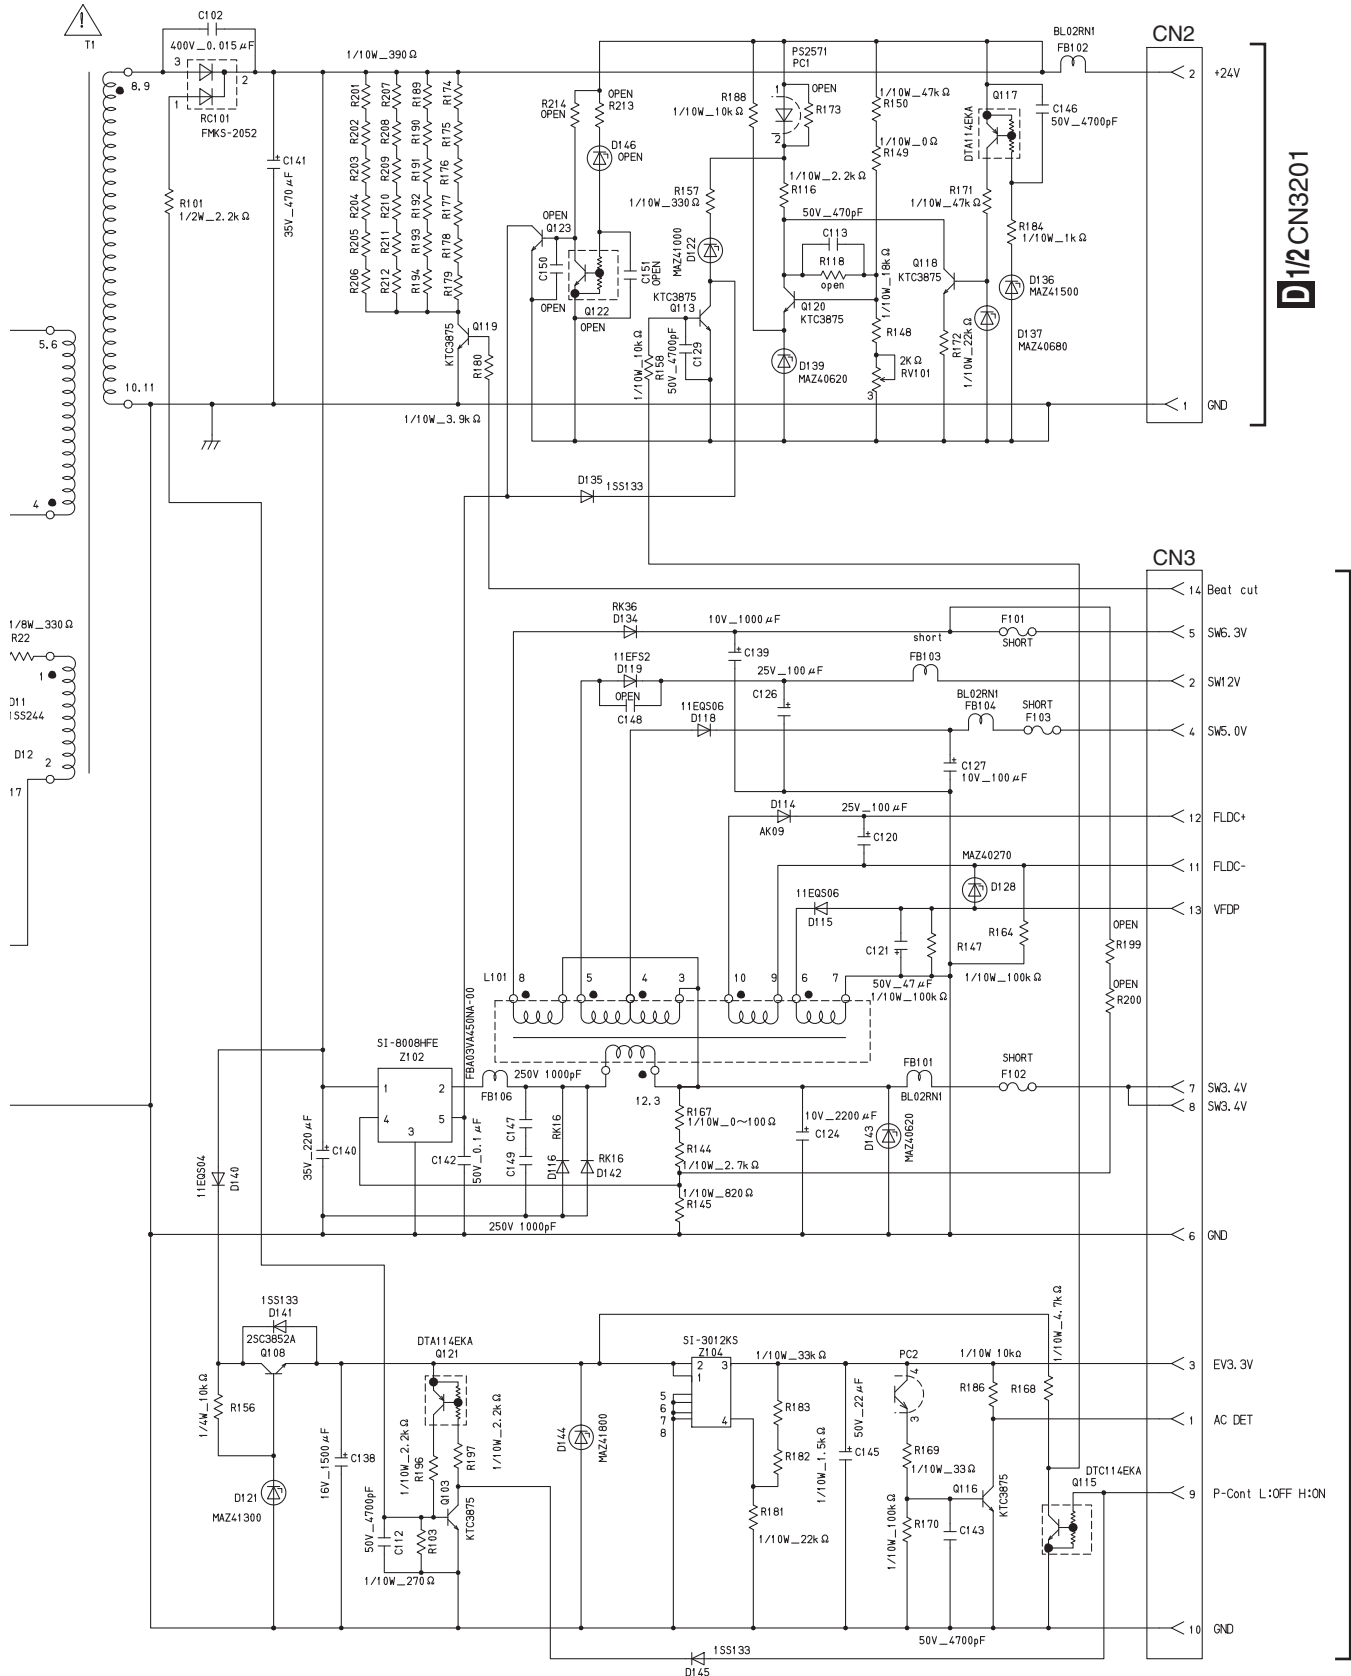 C102
T1
400V_0.015μF
3
2
8.9
1
RC101
FMKS-2052
C141
35V_470μF
R101
1/2W_2.2kΩ
1/10W_390Ω
R201
R202
R203
R204
R205
R206
R207
R208
R209
R210
R211
R212
R189
R190
R191
R192
R193
R194
R174
R175
R176
R177
R178
R179
Q119
KTC3875
R180
1/10W_3.9kΩ
5.6
10.11
4
R214
OPEN
OPEN
R213
D146
OPEN
OPEN
Q123
C150
OPEN
C151
OPEN
Q122
OPEN
R188
1/10W_10kΩ
R157
1/10W_330Ω
MAZ41000
D122
KTC3875
Q113
1/10W_10kΩ
R158
50V_4700pF
C129
PS2571
PC1
1
2
OPEN
R173
1/10W_2.2kΩ
R116
50V_470pF
C113
R118
open
Q120
KTC3875
D139
MAZ40620
1/10W_47kΩ
R150
1/10W_0Ω
R149
1/10W_18kΩ
R148
2KΩ
RV101
3
Q118
KTC3875
R172
1/10W_22kΩ
Q117
DTA114EKA
R171
1/10W_47kΩ
C146
50V_4700pF
R184
1/10W_1kΩ
D136
MAZ41500
D137
MAZ40680
BL02RN1
FB102
CN2
2 +24V
1 GND
D 1/2 CN3201
D135 1SS133
CN3
14 Beat cut
5 SW6.3V
2 SW12V
4 SW5.0V
12 FLDC+
11 FLDC-
13 VFDP
7 SW3.4V
8 SW3.4V
6 GND
3 EV3.3V
1 AC DET
9 P-Cont L:OFF H:ON
10 GND
1/8W_330Ω
R22
1
D11
1SS244
D12
2
17
RK36
D134
10V_1000μF
C139
short
F101
SHORT
11EFS2
D119
OPEN
C148
25V_100μF
C126
FB103
11EQS06
D118
BL02RN1
FB104
SHORT
F103
C127
10V_100μF
D114
AK09
25V_100μF
C120
MAZ40270
D128
11EQS06
D115
C121
50V_47μF
R147
1/10W_100kΩ
R164
1/10W_100kΩ
OPEN
R199
OPEN
R200
L101
8
5
4
3
10
9
6
7
12.3
SI-8008HFE
Z102
1
2
4
5
3
FBA03VA450NA-00
FB106
250V 1000pF
C147
C149
250V 1000pF
RK16
D116
RK16
D142
35V_220μF
C140
C142
50V_0.1μF
R167
1/10W_0~100Ω
R144
1/10W_2.7kΩ
1/10W_820Ω
R145
10V_2200μF
C124
D143
MAZ40620
FB101
BL02RN1
SHORT
F102
11EQS04
D140
1SS133
D141
2SC3852A
Q108
1/4W_10kΩ
R156
D121
MAZ41300
16V_1500μF
C138
DTA114EKA
Q121
1/10W_2.2kΩ
R196
R197
1/10W_2.2kΩ
Q103
KTC3875
50V_4700pF
C112
R103
1/10W_270Ω
D144
MAZ41800
SI-3012KS
Z104
2
1
3
5
6
7
8
4
1/10W_33kΩ
R183
R182
1/10W_1.5kΩ
R181
1/10W_22kΩ
50V_22μF
C145
PC2
4
3
R169
1/10W_33Ω
1/10W_100kΩ
R170
C143
50V_4700pF
1/10W 10kΩ
R186
Q116
KTC3875
1/10W_4.7kΩ
R168
DTC114EKA
Q115
1SS133
D145